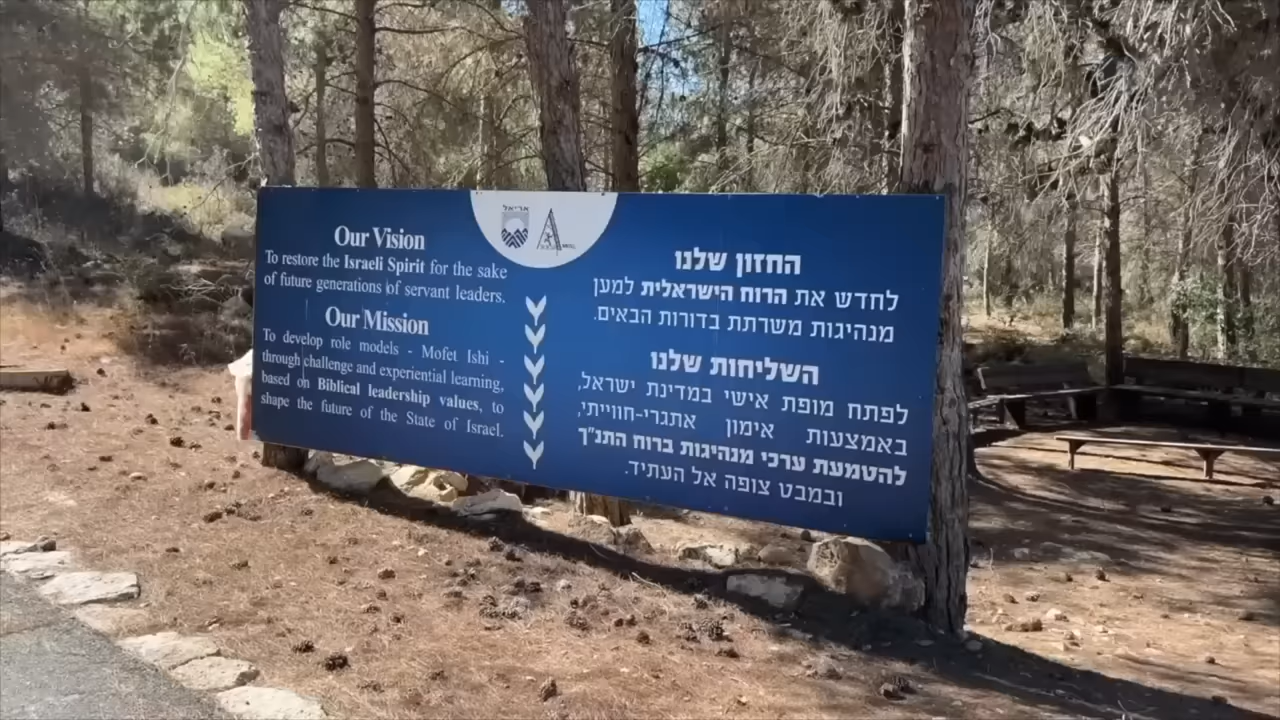 אריאל
Our Vision
To restore the Israeli Spirit for the sake
of future generations of servant leaders.
Our Mission
To develop role models - Mofet Ishi -
through challenge and experiential learning,
based on Biblical leadership values, to
shape the future of the State of Israel.
החזון שלנו
לחדש את הרוח הישראלית למען
מנהיגות משרתת בדורות הבאים.
השליחות שלנו
לפתח מופת אישי במדינת ישראל,
באמצעות אימון אתגרי-חווייתי,
להטמעת ערכי מנהיגות ברוח התנ"ך
ובמבט צופה אל העתיד.